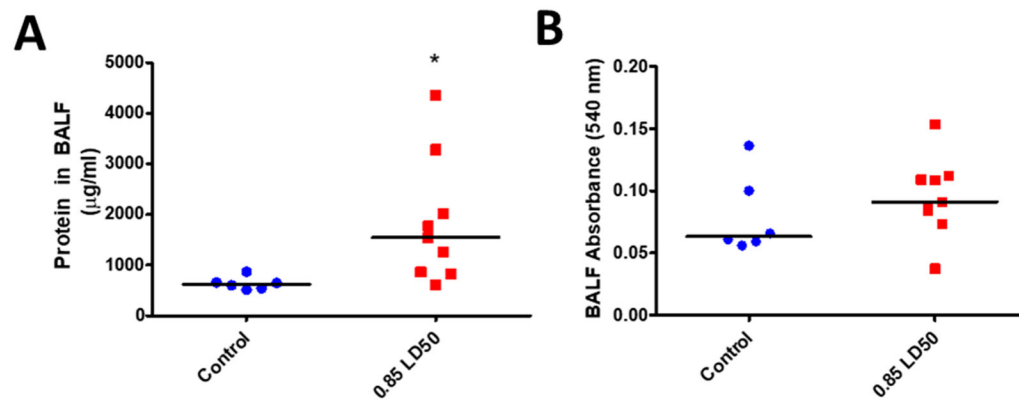 A
Protein in BALF
(μg/ml)
5000
4000
3000
2000
1000
0
*
Control
0.85 LD50
B
BALF Absorbance (540 nm)
0.20
0.15
0.10
0.05
0.00
Control
0.85 LD50